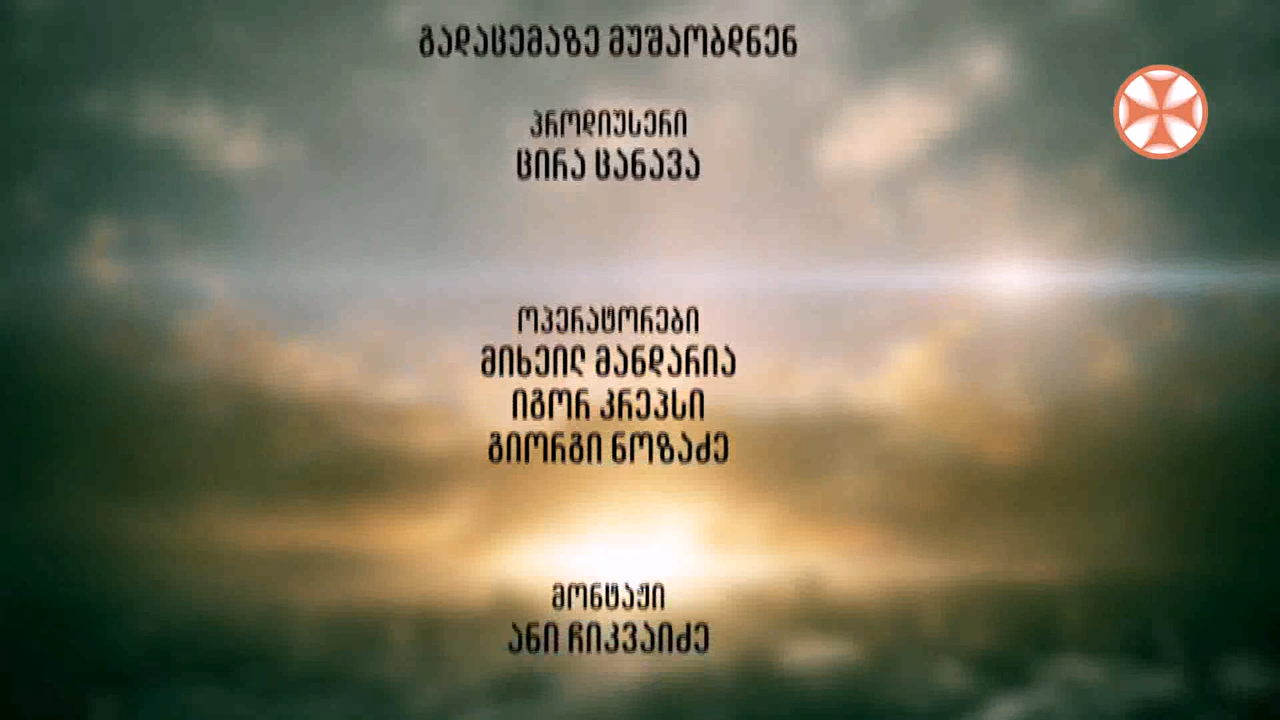 გადაცემაზე მუშაობდნენ
პროდიუსერი
ცირა ცანავა
ოპერატორები
მიხეილ მანდარია
იგორ კრეპსი
გიორგი ნოზაძე
მონტაჟი
ანი ჩიკვაიძე